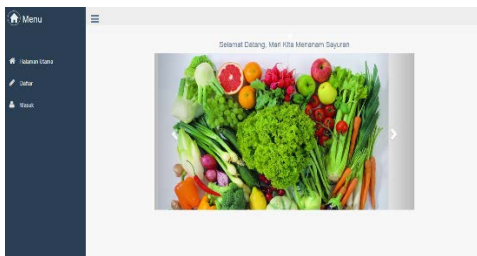 Menu
Selamat Datang, Mari Kita Menanam Sayuran
Halaman Utama
Daftar
Masuk